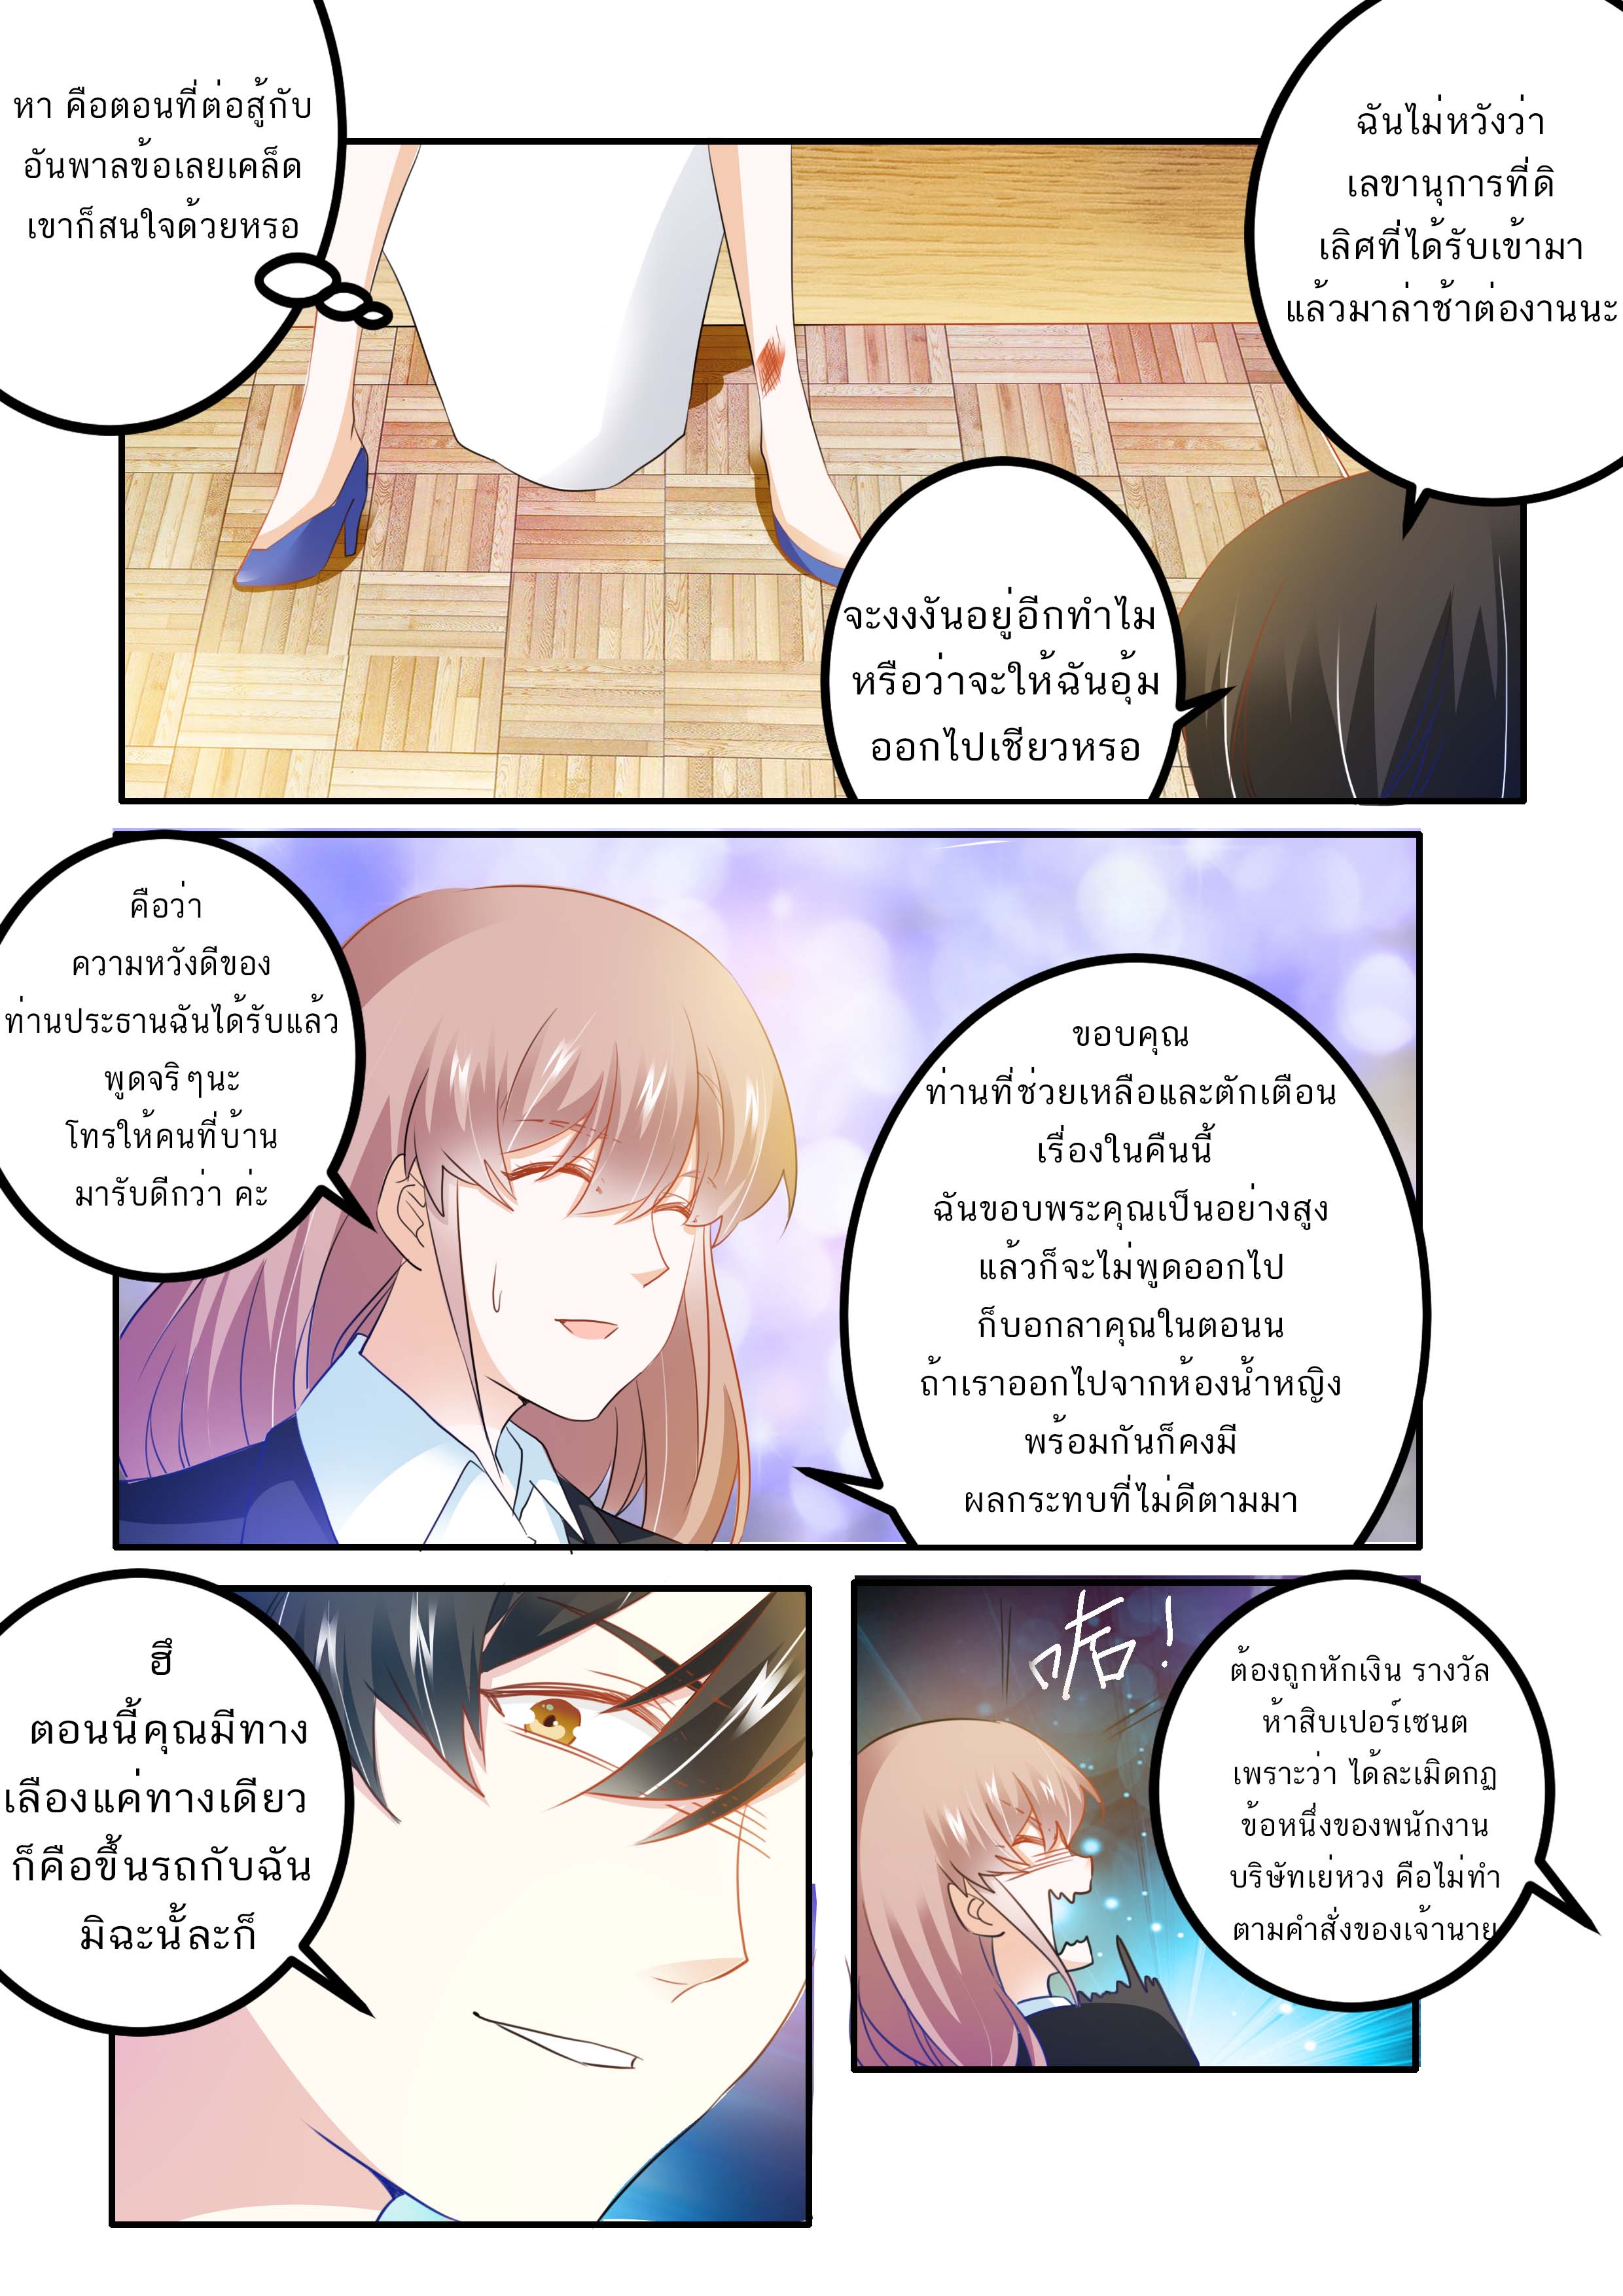 หา คือตอนที่ต่อสู้กับ
อันพาลข้อเลยเคล็ด
เขาก็สนใจด้วยหรอ
ฉันไม่หวังว่า
เลขานุการที่ดิ
เลิศที่ได้รับเข้ามา
แล้วมาล่าช้าต่องานนะ
จะงงงันอยู่อีกทำไม
หรือว่าจะให้ฉันอุ้ม
ออกไปเชียวหรอ
คือว่า
ความหวังดีของ
ท่านประธานฉันได้รับแล้ว
พูดจริๆนะ
โทรให้คนที่บ้าน
มารับดีกว่า ค่ะ
ขอบคุณ
ท่านที่ช่วยเหลือและตักเตือน
เรื่องในคืนนี้
ฉันขอบพระคุณเป็นอย่างสูง
แล้วก็จะไม่พูดออกไป
ก็บอกลาคุณในตอนน
ถ้าเราออกไปจากห้องน้ำหญิง
พร้อมกันก็คงมี
ผลกระทบที่ไม่ดีตามมา
ฮึ
ตอนนี้คุณมีทาง
เลืองแค่ทางเดียว
ก็คือขึ้นรถกับฉัน
มิฉะนั้ละก็
咶!
ต้องถูกหักเงิน รางวัล
ห้าสิบเปอร์เซนต
เพราะว่า ได้ละเมิดกฏ
ข้อหนึ่งของพนักงาน
บริษัทเย่หวง คือไม่ทำ
ตามคำสั่งของเจ้านาย